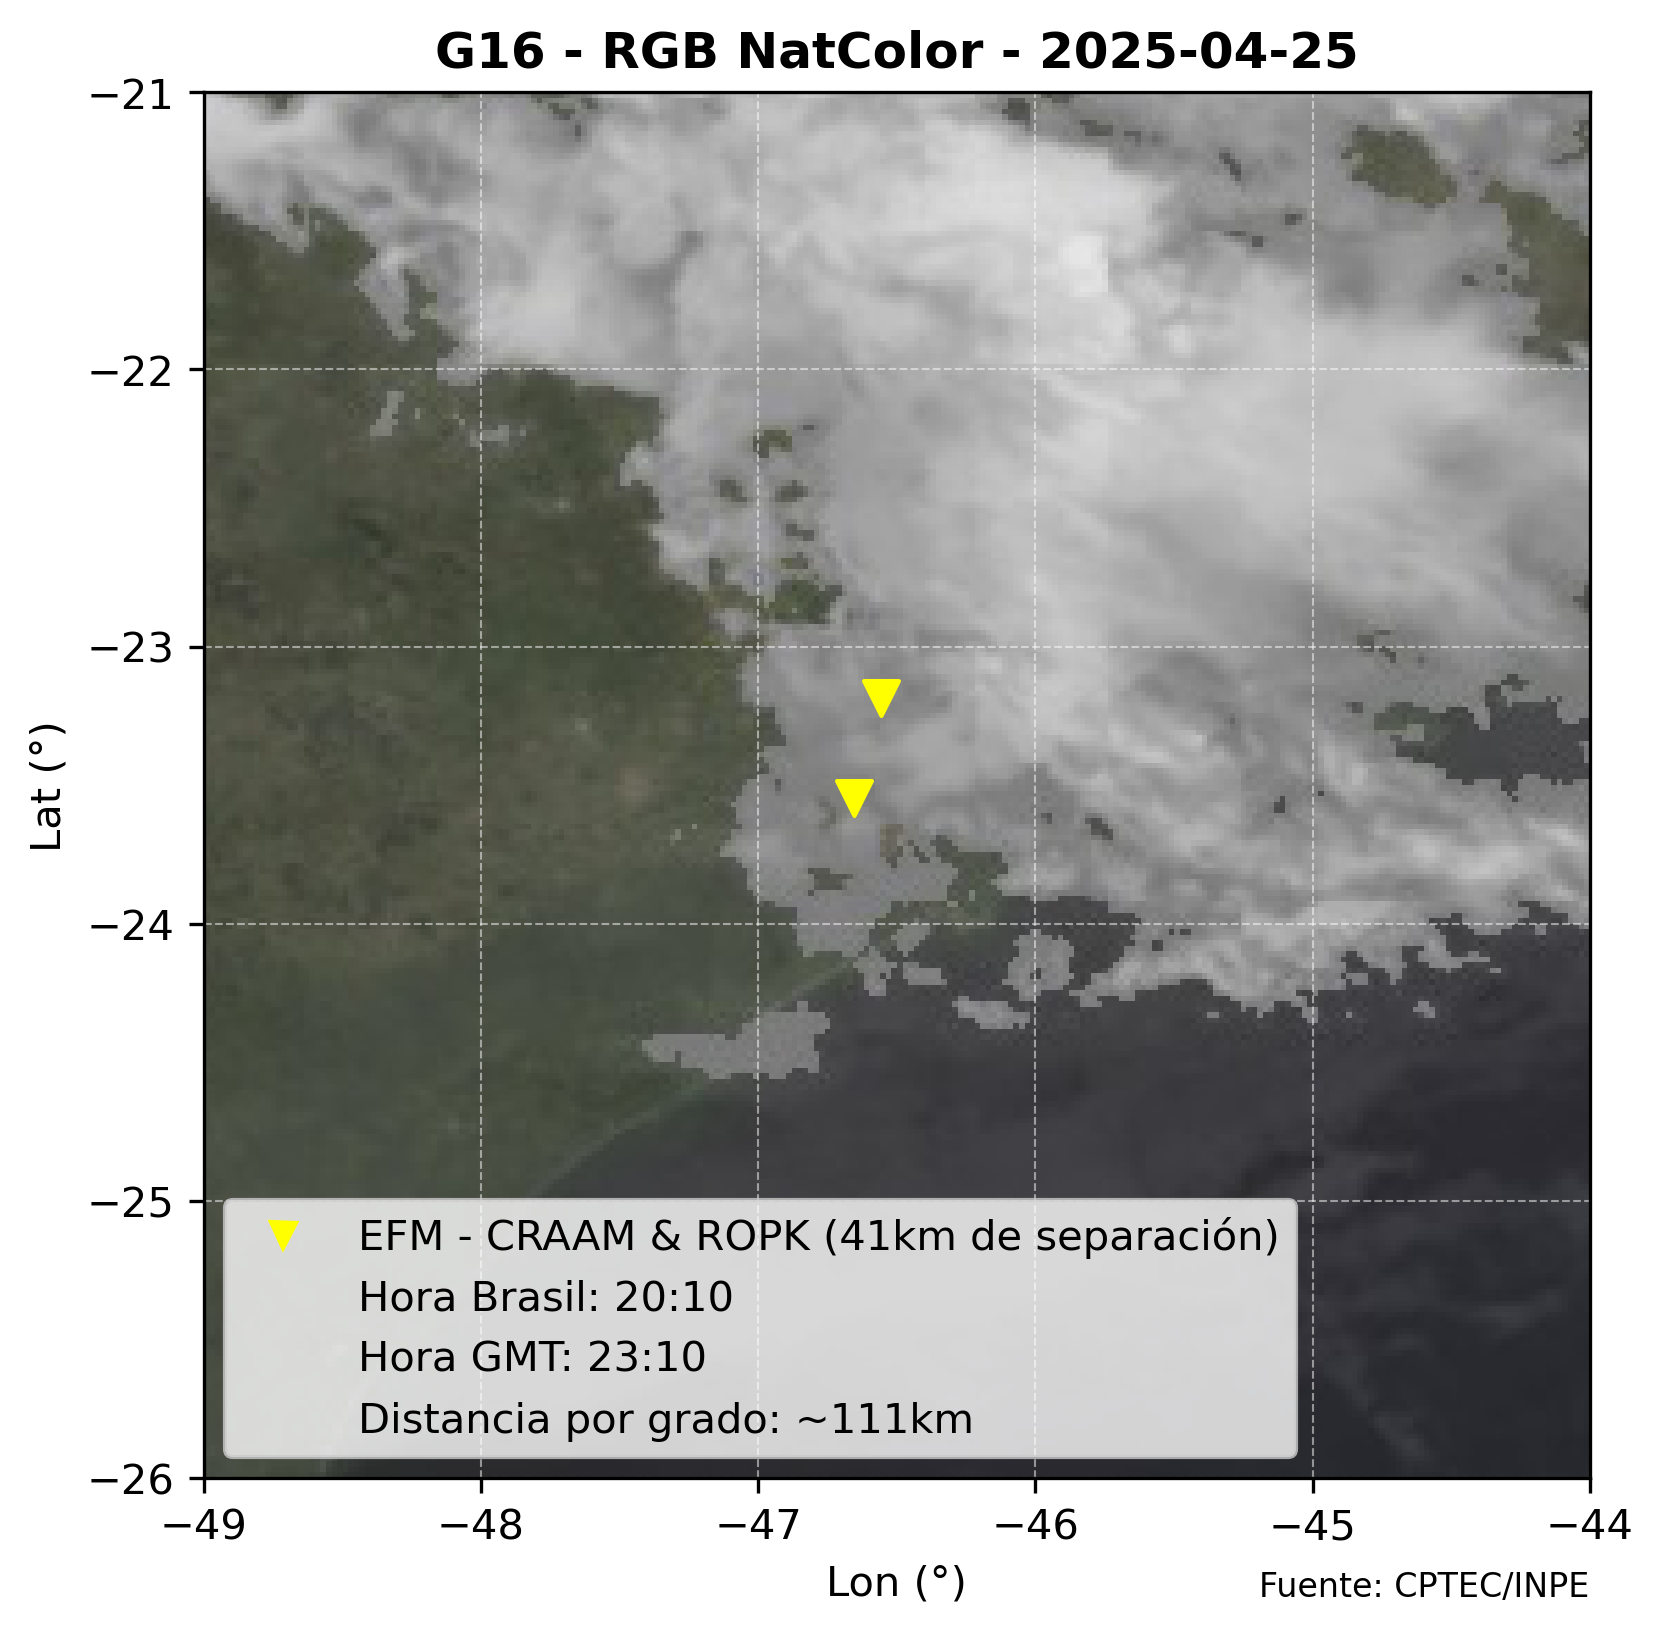 G16 - RGB NatColor - 2025-04-25
−21
−22
−23
−24
−25
−26
Lat (°)
EFM - CRAAM & ROPK (41km de separación)
Hora Brasil: 20:10
Hora GMT: 23:10
Distancia por grado: ~111km
−49 −48 −47 −46 −45 −44
Lon (°)
Fuente: CPTEC/INPE